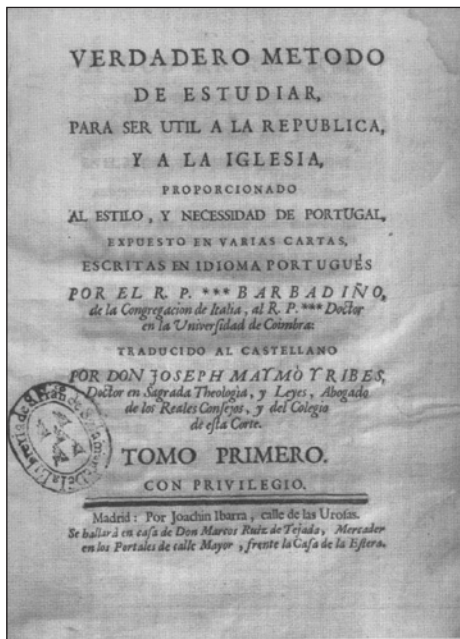 VERDADERO METODO
DE ESTUDIAR,
PARA SER UTIL A LA REPUBLICA,
Y A LA IGLESIA,
PROPORCIONADO
AL ESTILO, Y NECESSIDAD DE PORTUGAL,
EXPUESTO EN VARIAS CARTAS,
ESCRITAS EN IDIOMA PORTUGUÉS
POR EL R. P. *** BARBADIÑO,
de la Congregacion de Italia, al R. P. *** Doctor
en la Universidad de Coimbra:
TRADUCIDO AL CASTELLANO
POR DON JOSEPH MAYMÒ Y RIBES,
Doctor en Sagrada Theologia, y Leyes, Abogado
de los Reales Consejos, y del Colegio
de esta Corte.
TOMO PRIMERO.
CON PRIVILEGIO.
Madrid: Por Joachin Ibarra, calle de las Urosas.
Se hallará en casa de Don Marcos Ruiz de Tejada, Mercader
en los Portales de calle Mayor, frente la Casa de la Estera.